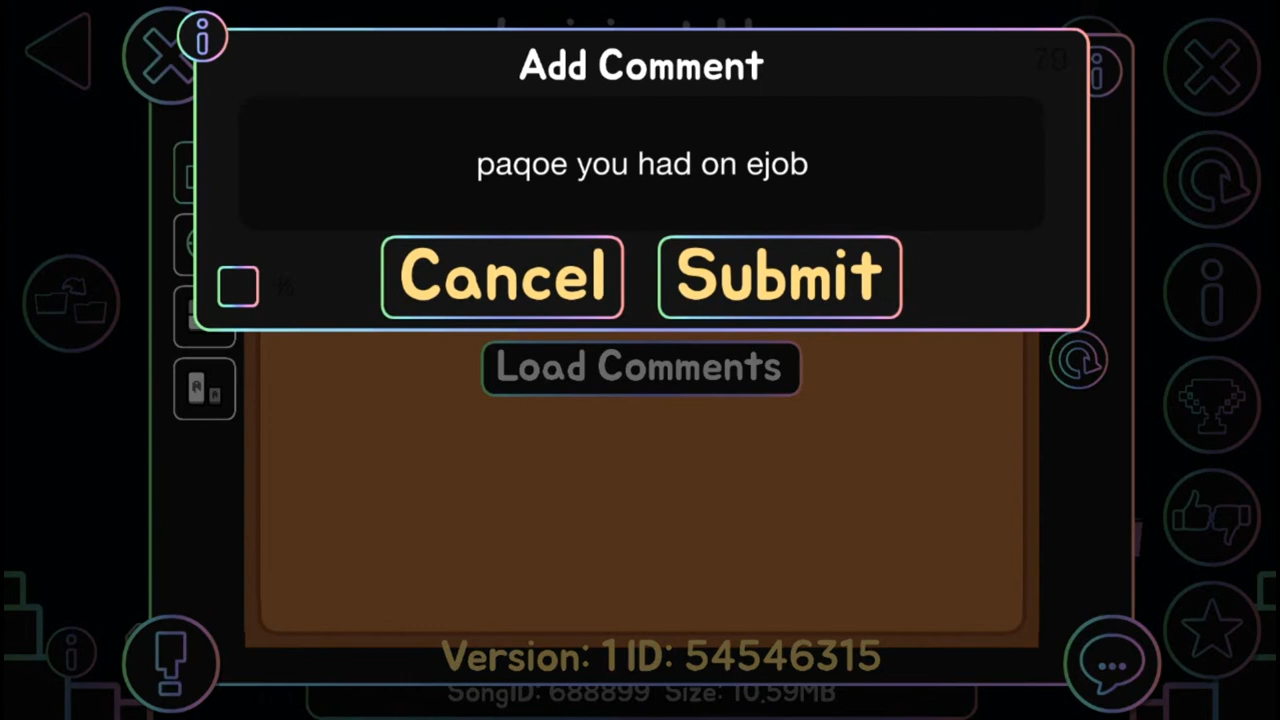 Add Comment
paqoe you had on ejob
%
Cancel
Submit
Load Comments
Version: 1 ID: 54546315
SongID: 688899 Size: 10.59MB